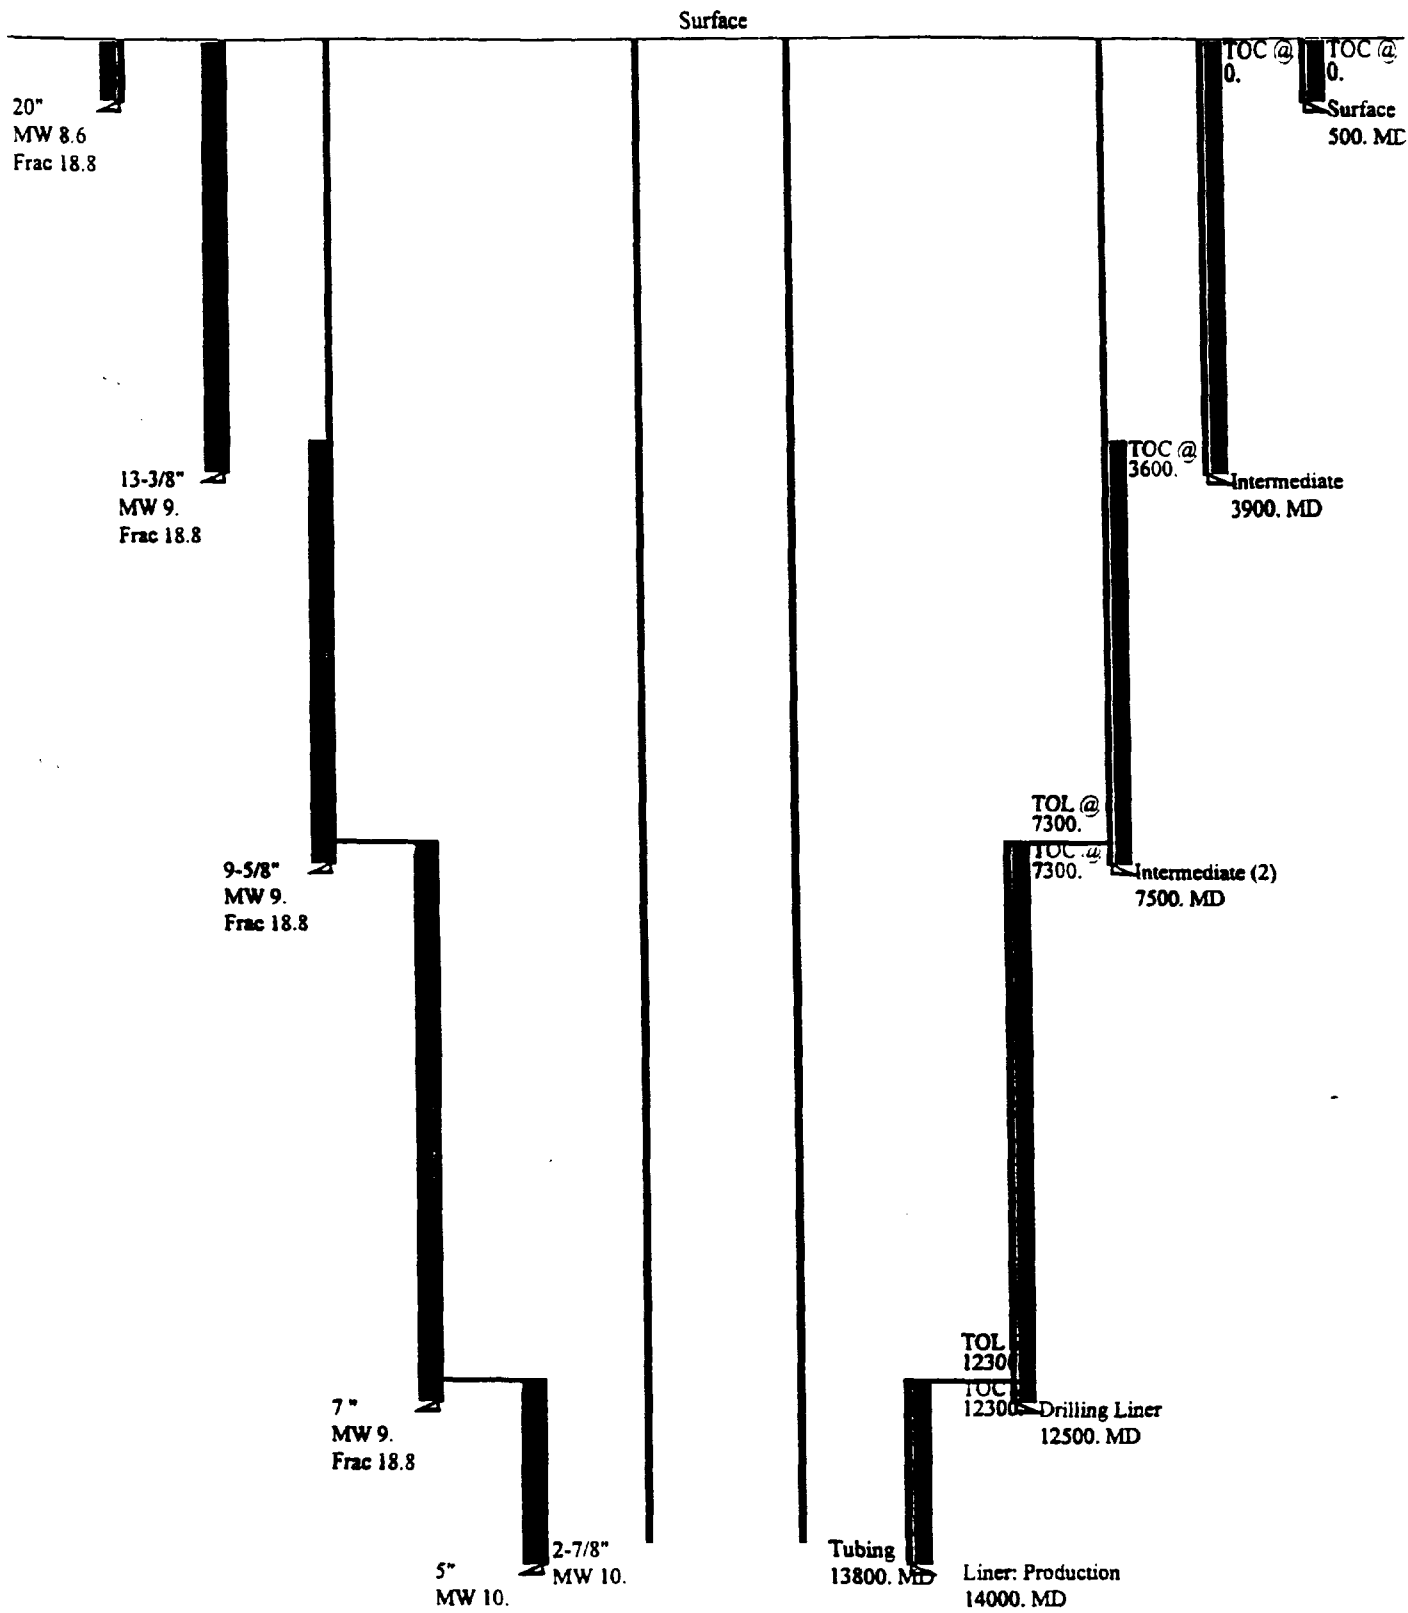 Surface
TOC @
0.
TOC @
0.
20"
MW 8.6
Frac 18.8
Surface
500. MD
TOC @
3600.
13-3/8"
MW 9.
Frac 18.8
Intermediate
3900. MD
TOL @
7300.
TOC @
7300.
9-5/8"
MW 9.
Frac 18.8
Intermediate (2)
7500. MD
TOL
12300
TOC
12300.
7 "
MW 9.
Frac 18.8
Drilling Liner
12500. MD
2-7/8"
MW 10.
Tubing
13800. MD
5"
MW 10.
Liner: Production
14000. MD